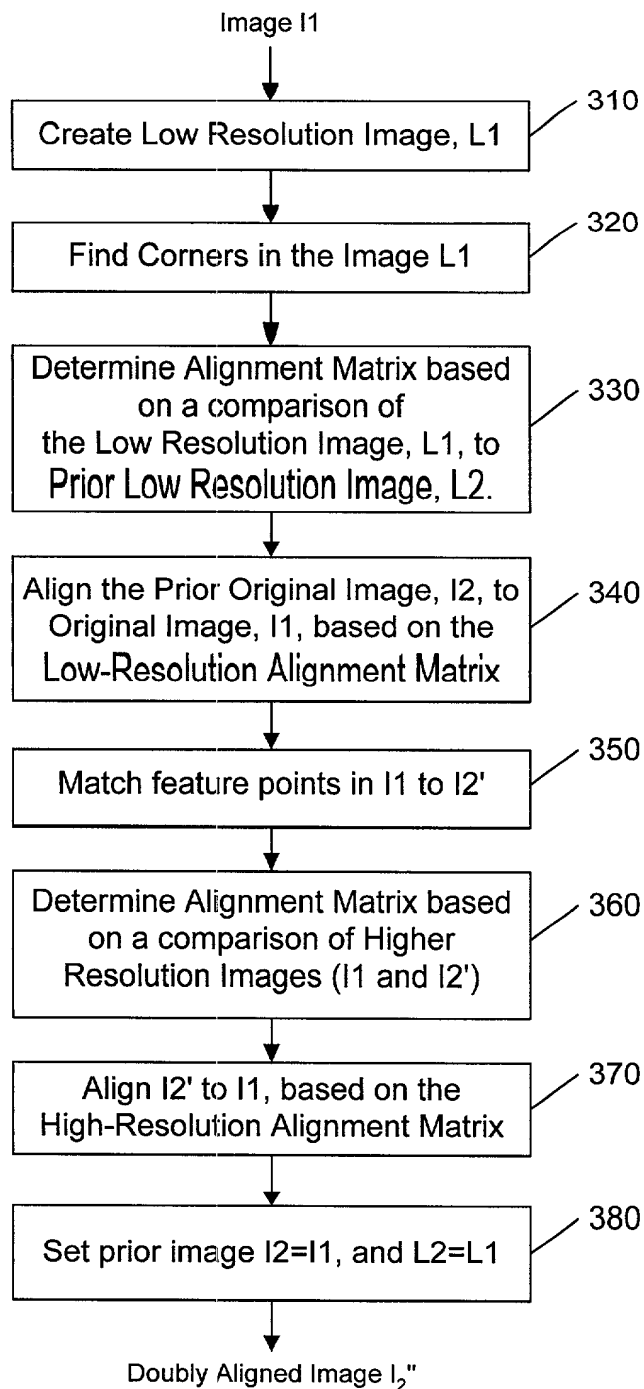 Image I1
310
Create Low Resolution Image, L1
320
Find Corners in the Image L1
Determine Alignment Matrix based
on a comparison of
the Low Resolution Image, L1, to
Prior Low Resolution Image, L2.
330
Align the Prior Original Image, I2, to
Original Image, I1, based on the
Low-Resolution Alignment Matrix
340
350
Match feature points in I1 to I2'
Determine Alignment Matrix based
on a comparison of Higher
Resolution Images (I1 and I2')
360
Align I2' to I1, based on the
High-Resolution Alignment Matrix
370
Set prior image I2=I1, and L2=L1
380
Doubly Aligned Image I₂"